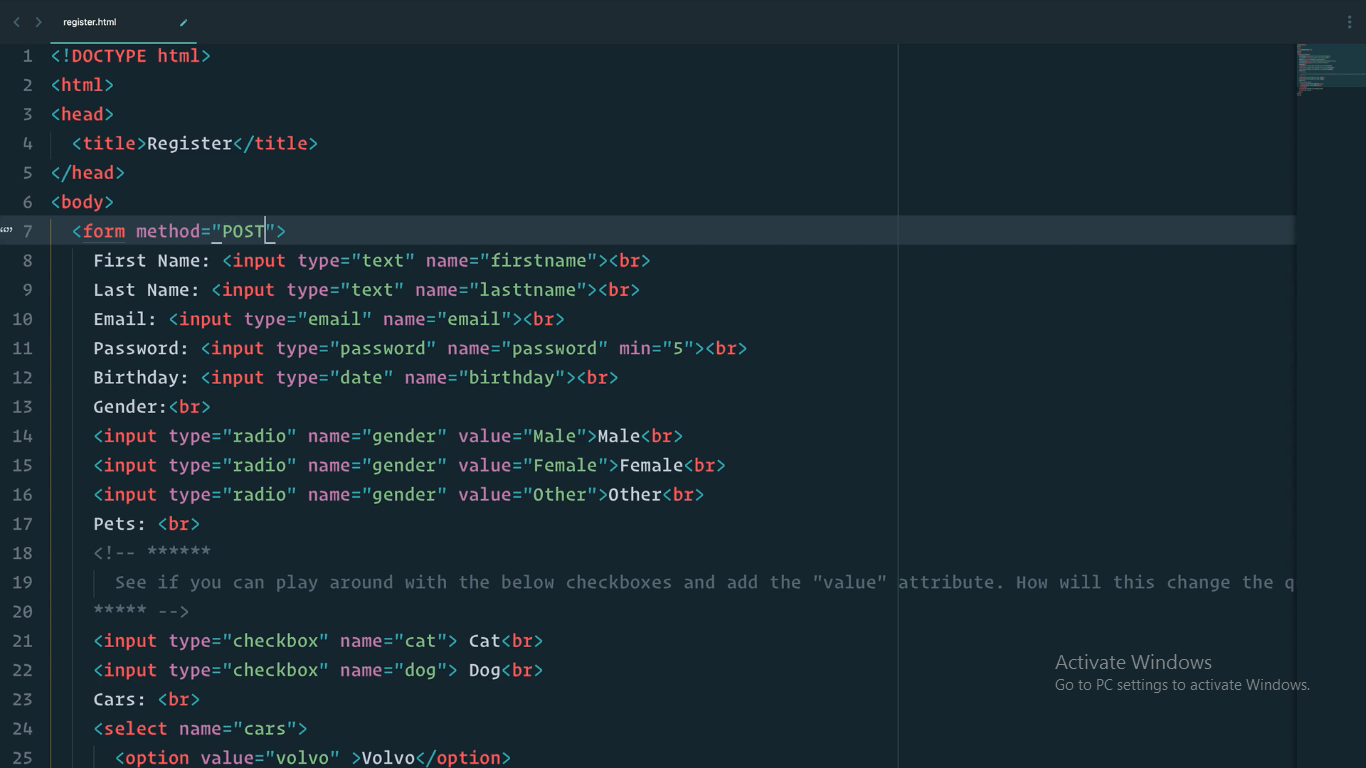 register.html
1 <!DOCTYPE html>
2 <html>
3 <head>
4 <title>Register</title>
5 </head>
6 <body>
“” 7 <form method="POST">
8 First Name: <input type="text" name="firstname"><br>
9 Last Name: <input type="text" name="lasttname"><br>
10 Email: <input type="email" name="email"><br>
11 Password: <input type="password" name="password" min="5"><br>
12 Birthday: <input type="date" name="birthday"><br>
13 Gender:<br>
14 <input type="radio" name="gender" value="Male">Male<br>
15 <input type="radio" name="gender" value="Female">Female<br>
16 <input type="radio" name="gender" value="Other">Other<br>
17 Pets: <br>
18 <!-- ******
19 See if you can play around with the below checkboxes and add the "value" attribute. How will this change the q
20 ***** -->
21 <input type="checkbox" name="cat"> Cat<br>
22 <input type="checkbox" name="dog"> Dog<br>
23 Cars: <br>
24 <select name="cars">
25 <option value="volvo" >Volvo</option>
Activate Windows
Go to PC settings to activate Windows.